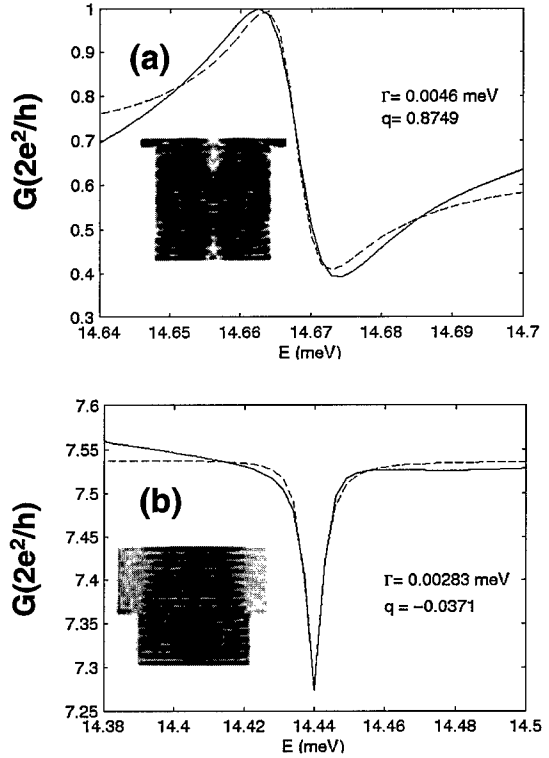 1
0.9
0.8
0.7
0.6
0.5
0.4
0.3
G(2e²/h)
(a)
Γ= 0.0046 meV
q= 0.8749
14.64 14.65 14.66 14.67 14.68 14.69 14.7
E (meV)
7.6
7.55
7.5
7.45
7.4
7.35
7.3
7.25
G(2e²/h)
(b)
Γ= 0.00283 meV
q = −0.0371
14.38 14.4 14.42 14.44 14.46 14.48 14.5
E (meV)